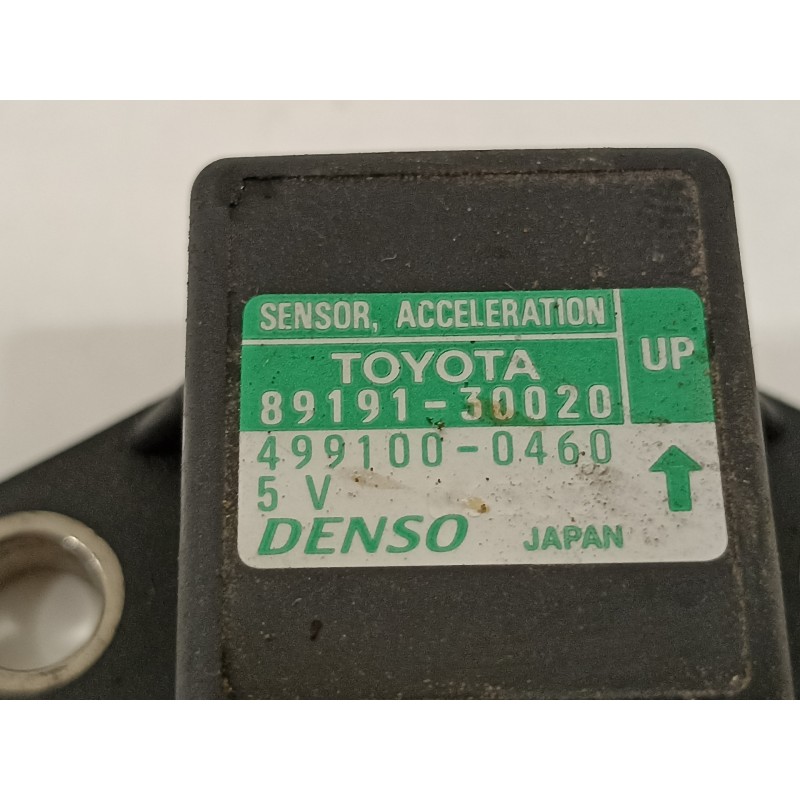 SENSOR, ACCELERATION
UP
TOYOTA
89191-30020
499100-0460
5 V
DENSO JAPAN